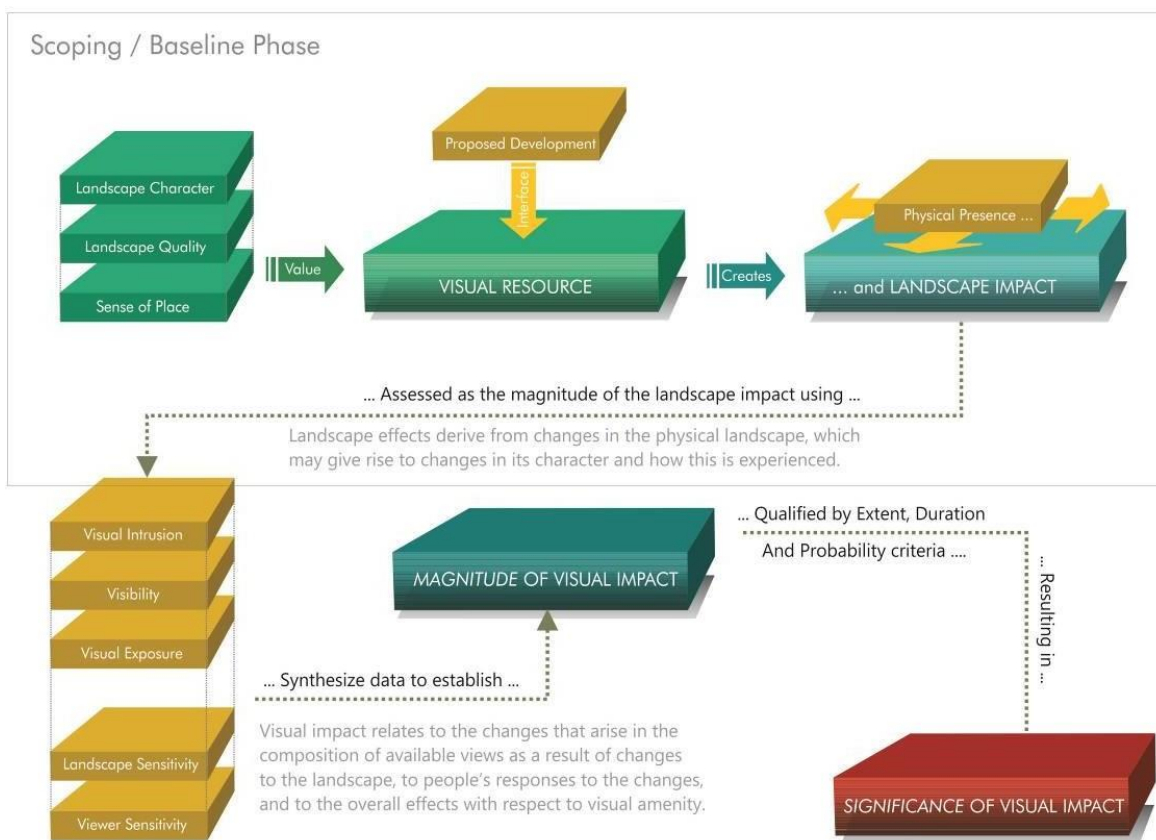 Scoping / Baseline Phase
Proposed Development
Interface
Landscape Character
Landscape Quality
Sense of Place
Value
VISUAL RESOURCE
Creates
Physical Presence ...
... and LANDSCAPE IMPACT
... Assessed as the magnitude of the landscape impact using ...
Landscape effects derive from changes in the physical landscape, which
may give rise to changes in its character and how this is experienced.
Visual Intrusion
Visibility
Visual Exposure
Landscape Sensitivity
Viewer Sensitivity
... Synthesize data to establish ...
Visual impact relates to the changes that arise in the
composition of available views as a result of changes
to the landscape, to people's responses to the changes,
and to the overall effects with respect to visual amenity.
MAGNITUDE OF VISUAL IMPACT
... Qualified by Extent, Duration
And Probability criteria ....
... Resulting in ...
SIGNIFICANCE OF VISUAL IMPACT